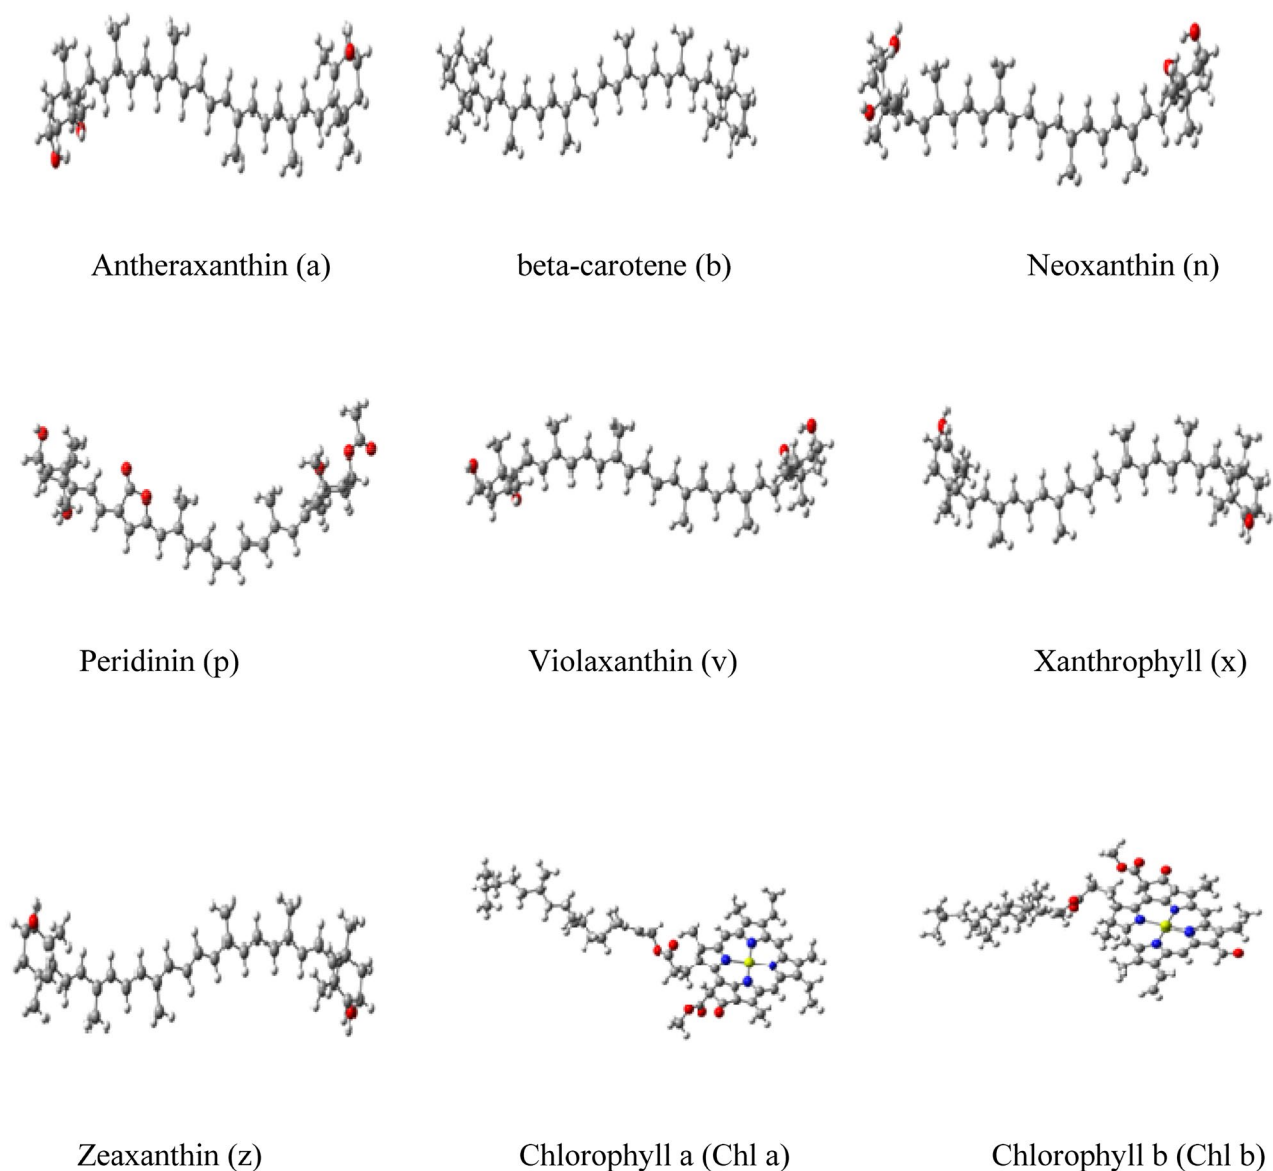 Antheraxanthin (a)
beta-carotene (b)
Neoxanthin (n)
Peridinin (p)
Violaxanthin (v)
Xanthrophyll (x)
Zeaxanthin (z)
Chlorophyll a (Chl a)
Chlorophyll b (Chl b)